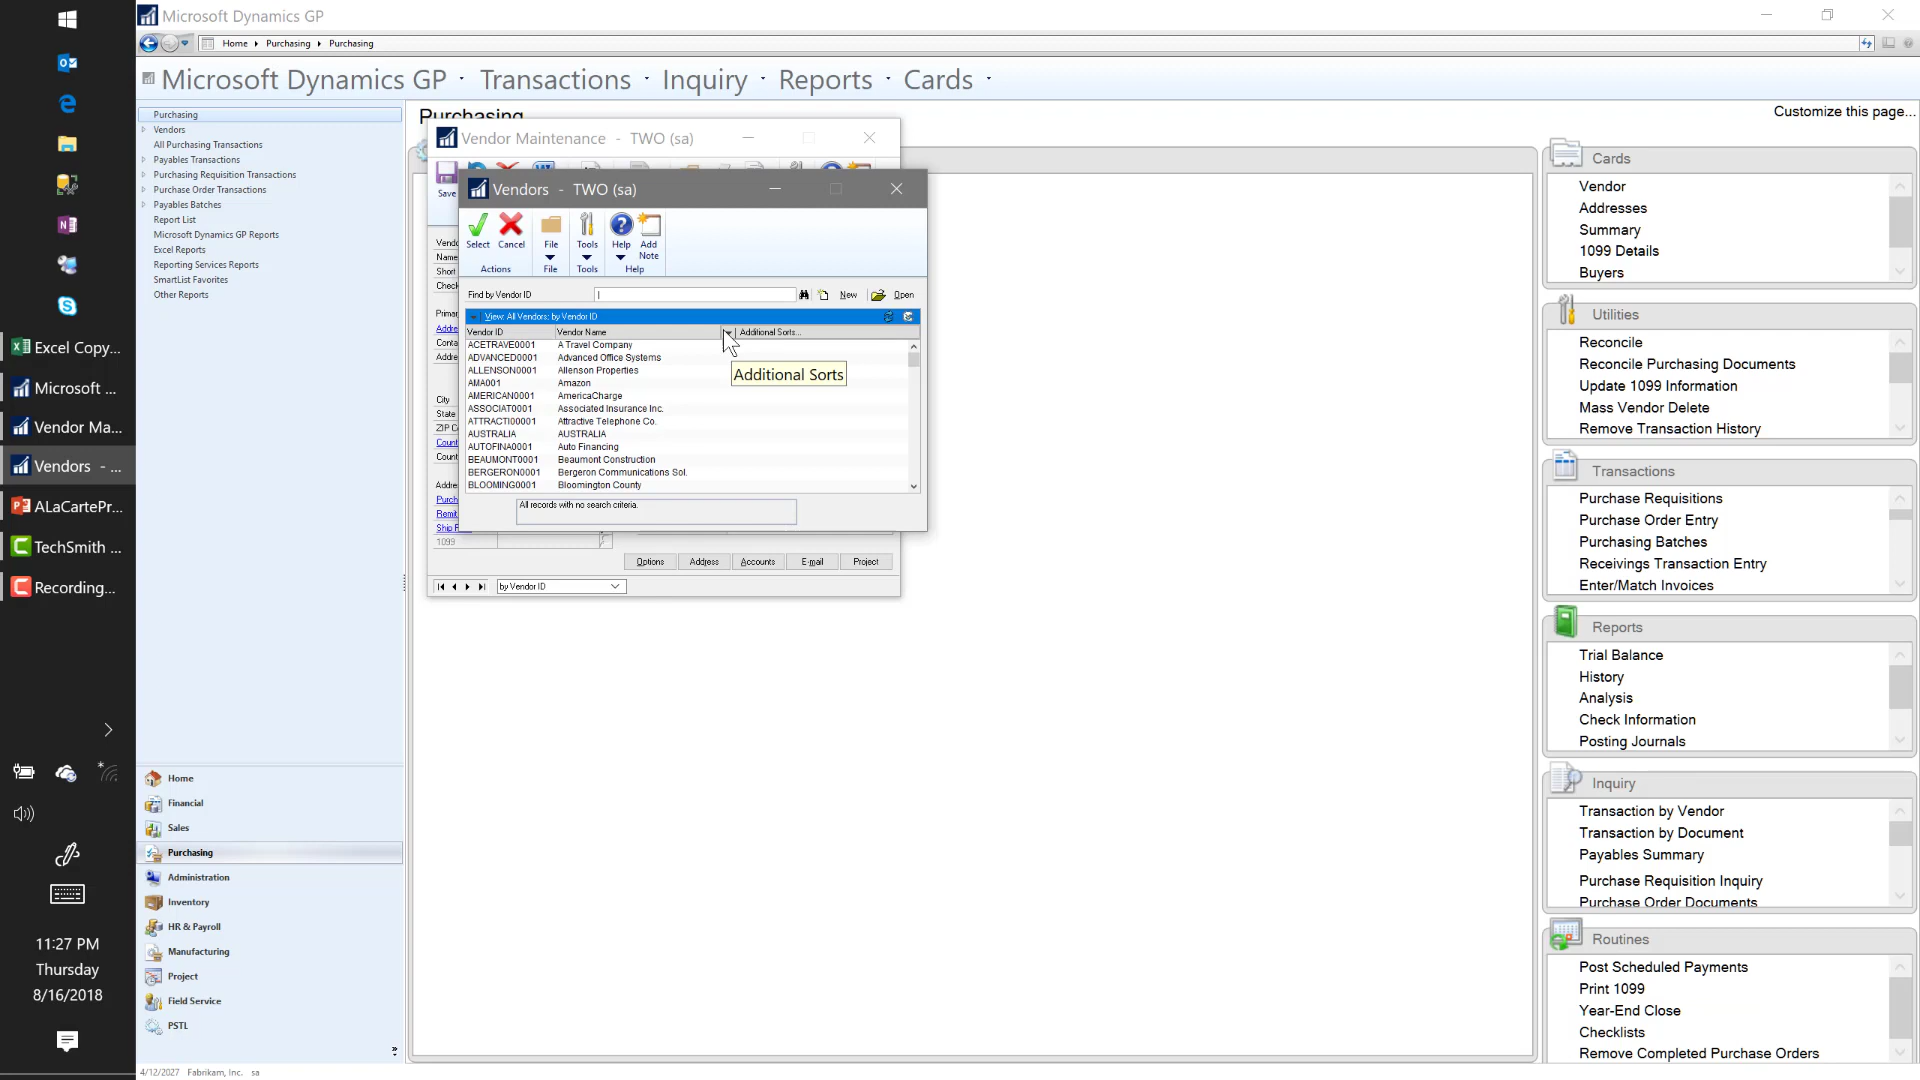 Microsoft Dynamics GP
Home Purchasing Purchasing
Microsoft Dynamics GP Transactions Inquiry Reports Cards
Purchasing
Vendors
All Purchasing Transactions
Payables Transactions
Purchasing Requisition Transactions
Purchase Order Transactions
Payables Batches
Report List
Microsoft Dynamics GP Reports
Excel Reports
Reporting Services Reports
SmartList Favorites
Other Reports
Purchasing
Customize this page...
Vendor Maintenance - TWO (sa)
Save
Vendors - TWO (sa)
Select
Cancel
File
Tools
Help
Add
Note
Actions
File
Tools
Help
Find by Vendor ID
New
Open
View: All Vendors; by Vendor ID
Vendor ID Vendor Name Additional Sorts...
ACETRAVE0001 A Travel Company
ADVANCED0001 Advanced Office Systems
ALLENSON0001 Allenson Properties
AMA001 Amazon
AMERICAN0001 AmericaCharge
ASSOCIAT0001 Associated Insurance Inc.
ATTRACTI00001 Attractive Telephone Co.
AUSTRALIA AUSTRALIA
AUTOFINA0001 Auto Financing
BEAUMONT0001 Beaumont Construction
BERGERON0001 Bergeron Communications Sol.
BLOOMING0001 Bloomington County
Additional Sorts
All records with no search criteria.
Name
Short
City
State
1099
Options Address Accounts E-mail Project
by Vendor ID
Cards
Vendor
Addresses
Summary
1099 Details
Buyers
Utilities
Reconcile
Reconcile Purchasing Documents
Update 1099 Information
Mass Vendor Delete
Remove Transaction History
Transactions
Purchase Requisitions
Purchase Order Entry
Purchasing Batches
Receivings Transaction Entry
Enter/Match Invoices
Reports
Trial Balance
History
Analysis
Check Information
Posting Journals
Inquiry
Transaction by Vendor
Transaction by Document
Payables Summary
Purchase Requisition Inquiry
Purchase Order Documents
Routines
Post Scheduled Payments
Print 1099
Year-End Close
Checklists
Remove Completed Purchase Orders
Home
Financial
Sales
Purchasing
Administration
Inventory
HR & Payroll
Manufacturing
Project
Field Service
PSTL
4/12/2027 Fabrikam, Inc. sa
Excel Copy...
Microsoft ...
Vendor Ma...
Vendors - ...
ALaCartePr...
TechSmith ...
Recording...
11:27 PM
Thursday
8/16/2018